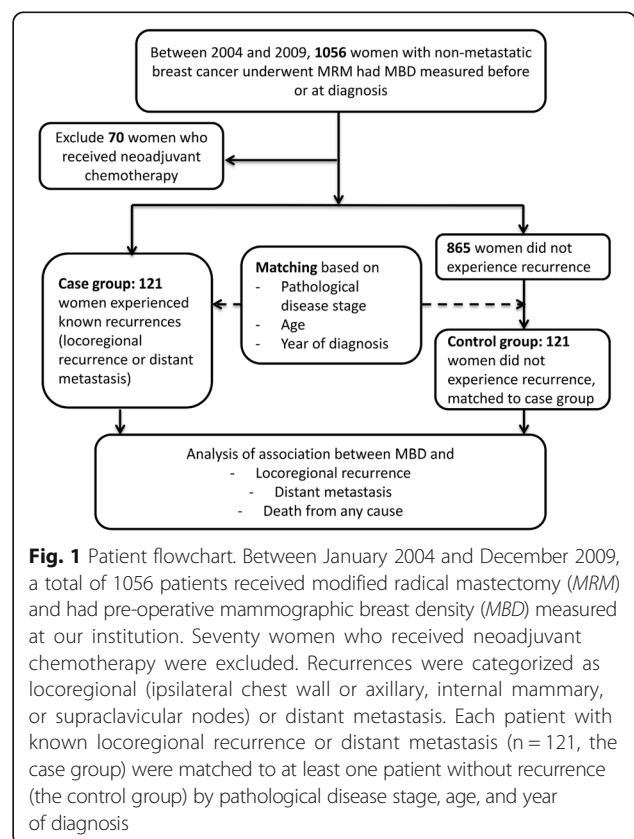 Between 2004 and 2009, 1056 women with non-metastatic
breast cancer underwent MRM had MBD measured before
or at diagnosis
Exclude 70 women who
received neoadjuvant
chemotherapy
865 women did not
experience recurrence
Case group: 121
women experienced
known recurrences
(locoregional
recurrence or distant
metastasis)
Matching based on
- Pathological
disease stage
- Age
- Year of diagnosis
Control group: 121
women did not
experience recurrence,
matched to case group
Analysis of association between MBD and
- Locoregional recurrence
- Distant metastasis
- Death from any cause
Fig. 1 Patient flowchart. Between January 2004 and December 2009,
a total of 1056 patients received modified radical mastectomy (MRM)
and had pre-operative mammographic breast density (MBD) measured
at our institution. Seventy women who received neoadjuvant
chemotherapy were excluded. Recurrences were categorized as
locoregional (ipsilateral chest wall or axillary, internal mammary,
or supraclavicular nodes) or distant metastasis. Each patient with
known locoregional recurrence or distant metastasis (n = 121, the
case group) were matched to at least one patient without recurrence
(the control group) by pathological disease stage, age, and year
of diagnosis